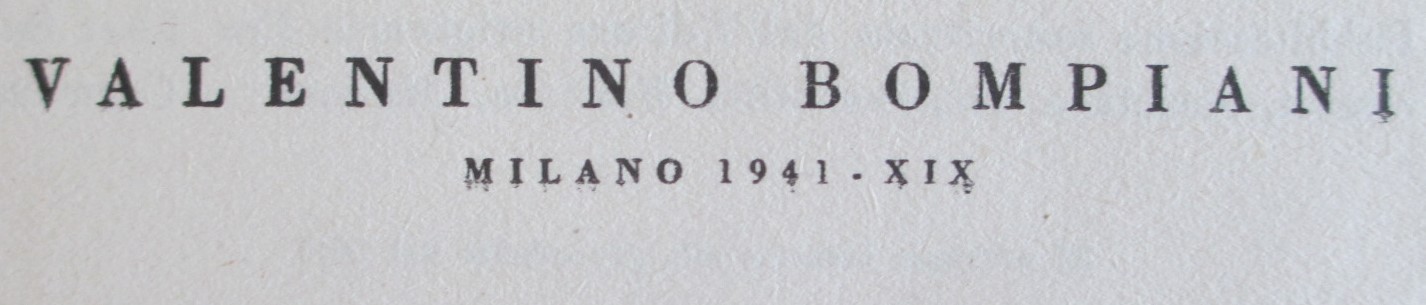 VALENTINO BOMPIANI
MILANO 1941 - XIX